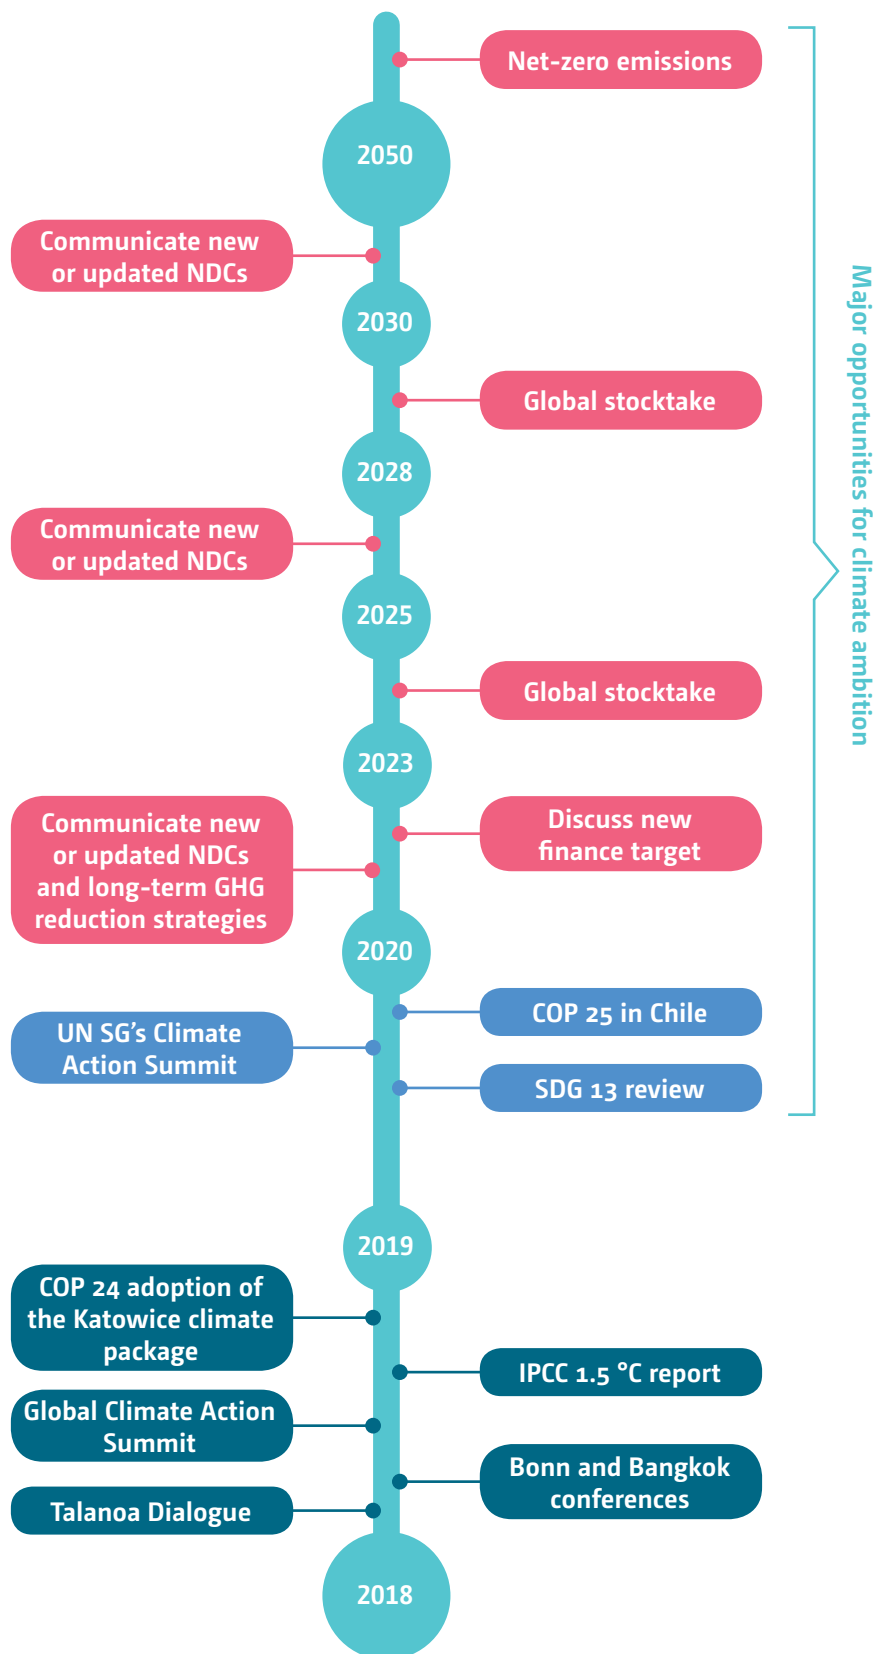 Net-zero emissions
2050
Communicate new
or updated NDCs
2030
Global stocktake
2028
Communicate new
or updated NDCs
2025
Global stocktake
2023
Discuss new
finance target
Communicate new
or updated NDCs
and long-term GHG
reduction strategies
2020
COP 25 in Chile
UN SG's Climate
Action Summit
SDG 13 review
2019
COP 24 adoption of
the Katowice climate
package
IPCC 1.5 °C report
Global Climate Action
Summit
Bonn and Bangkok
conferences
Talanoa Dialogue
2018
Major opportunities for climate ambition